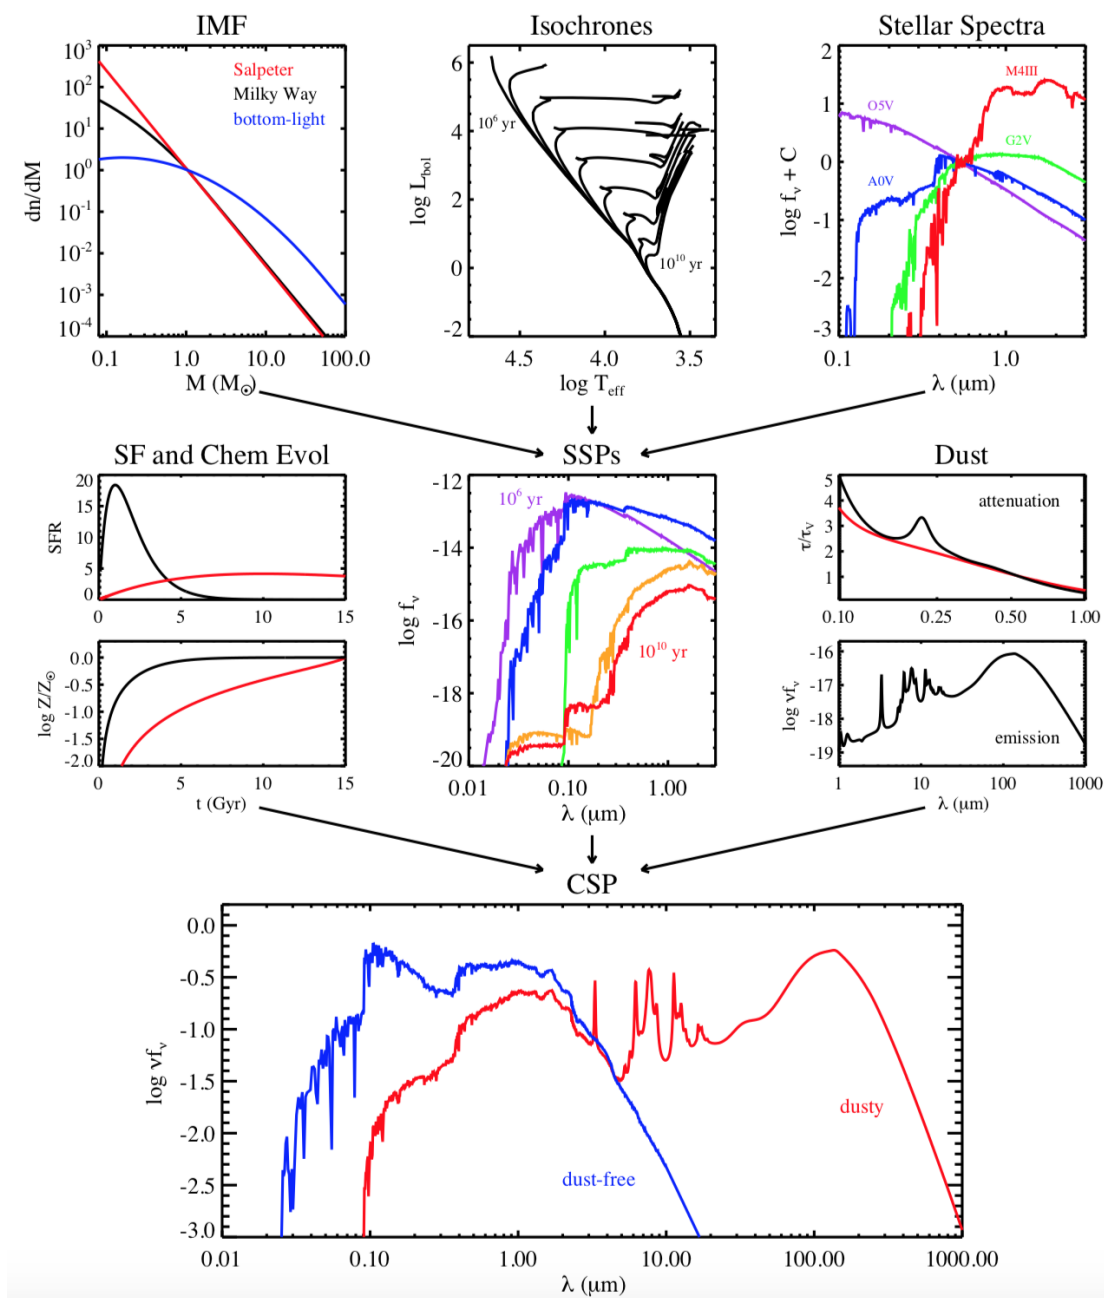 IMF
10³
10²
10¹
10⁰
10⁻¹
10⁻²
10⁻³
10⁻⁴
dn/dM
Salpeter
Milky Way
bottom-light
0.1 1.0 10.0 100.0
M (M☉)
Isochrones
6
4
2
0
-2
log L_bol
10⁶ yr
10¹⁰ yr
4.5 4.0 3.5
log T_eff
Stellar Spectra
2
1
0
-1
-2
-3
log f_ν + C
M4III
O5V
G2V
A0V
0.1 1.0
λ (μm)
SF and Chem Evol
20
15
10
5
0
SFR
0 5 10 15
0.0
-0.5
-1.0
-1.5
-2.0
log Z/Z☉
0 5 10 15
t (Gyr)
SSPs
-12
-14
-16
-18
-20
log f_ν
10⁶ yr
10¹⁰ yr
0.01 0.10 1.00
λ (μm)
Dust
5
4
3
2
1
τ/τ_V
attenuation
0.10 0.25 0.50 1.00
-16
-17
-18
-19
log νf_ν
emission
1 10 100 1000
λ (μm)
CSP
0.0
-0.5
-1.0
-1.5
-2.0
-2.5
-3.0
log νf_ν
dusty
dust-free
0.01 0.10 1.00 10.00 100.00 1000.00
λ (μm)